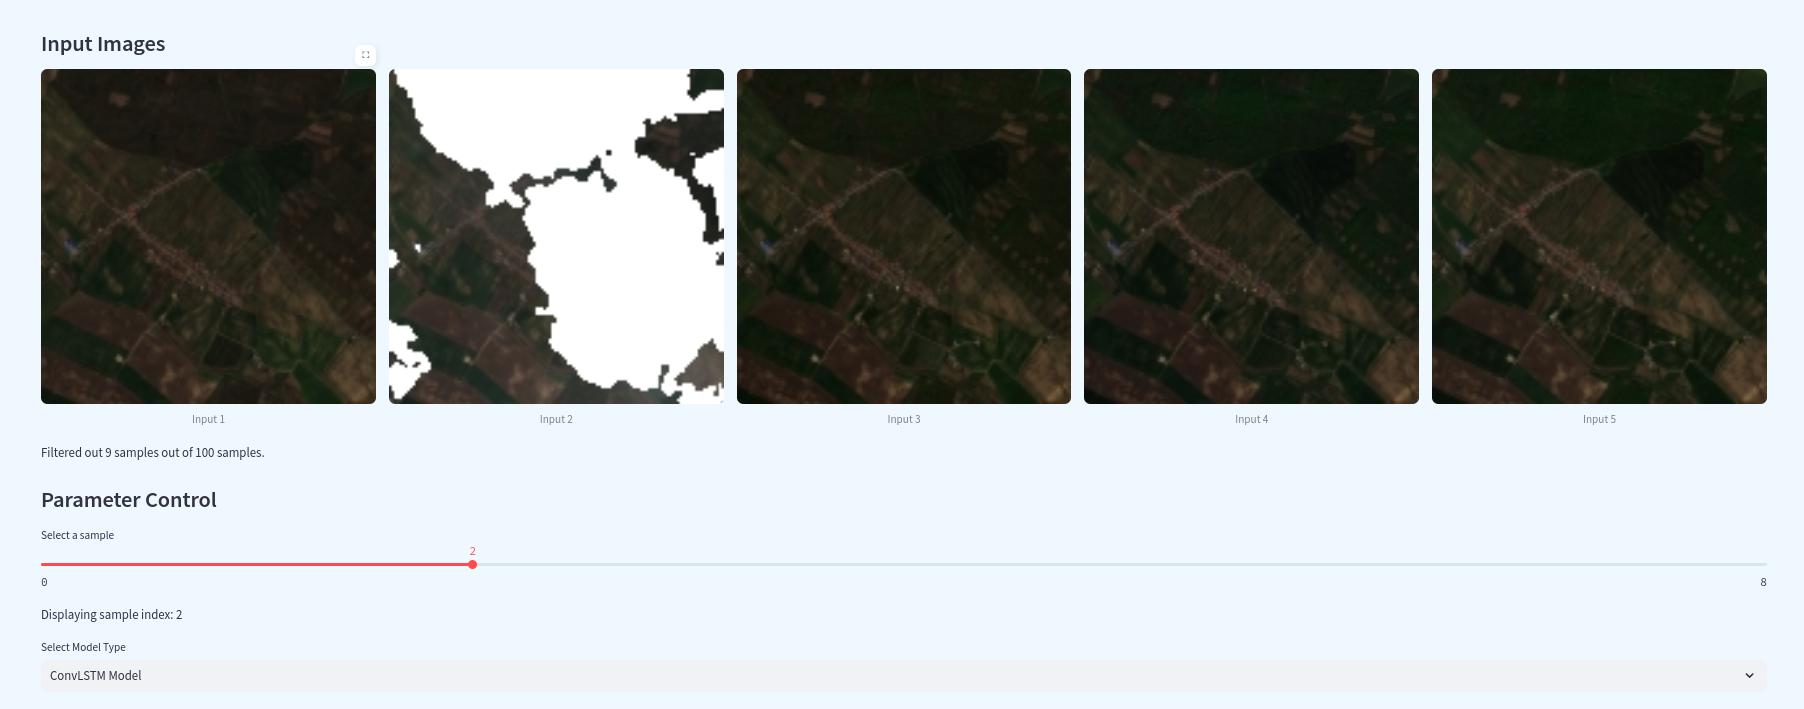 Input Images
Input 1
Input 2
Input 3
Input 4
Input 5
Filtered out 9 samples out of 100 samples.
Parameter Control
Select a sample
2
0
8
Displaying sample index: 2
Select Model Type
ConvLSTM Model